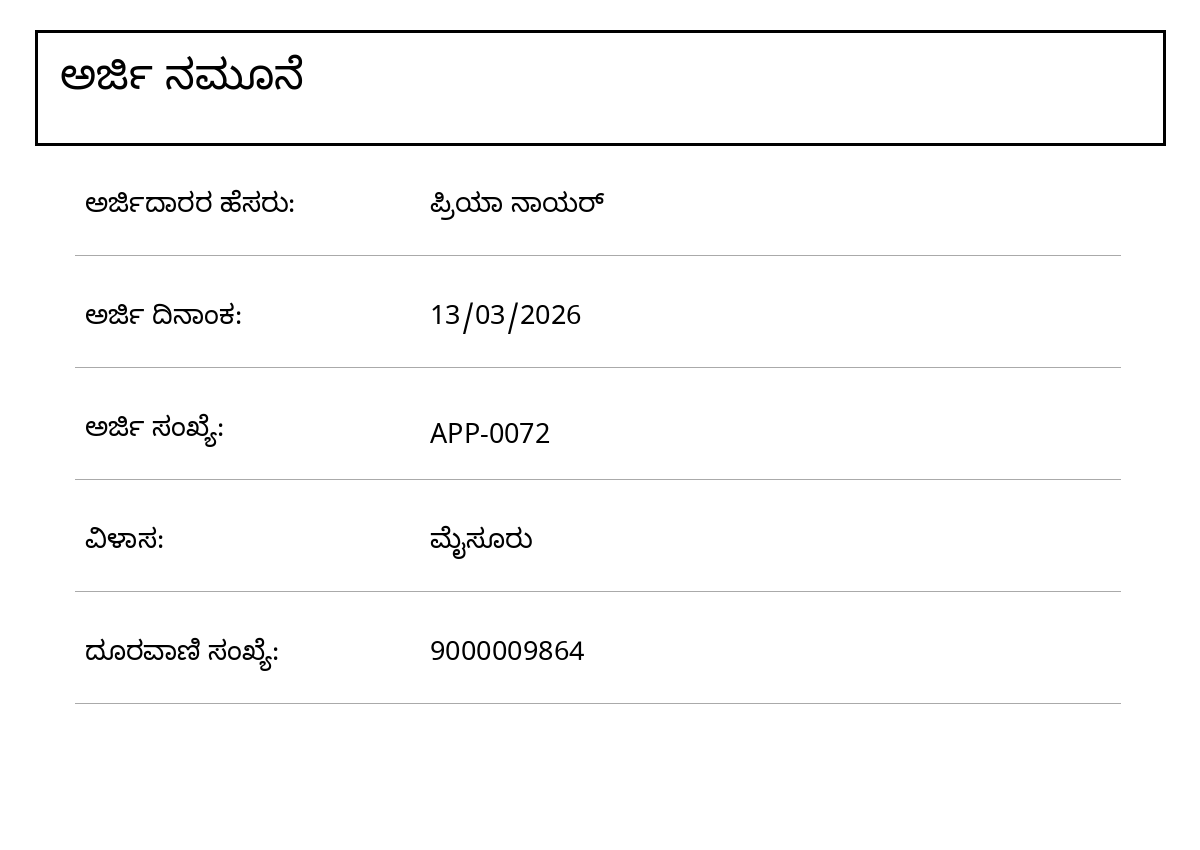 ಅರ್ಜಿ ನಮೂನೆ
ಅರ್ಜಿದಾರರ ಹೆಸರು: ಪ್ರಿಯಾ ನಾಯರ್
ಅರ್ಜಿ ದಿನಾಂಕ: 13/03/2026
ಅರ್ಜಿ ಸಂಖ್ಯೆ: APP-0072
ವಿಳಾಸ: ಮೈಸೂರು
ದೂರವಾಣಿ ಸಂಖ್ಯೆ: 9000009864